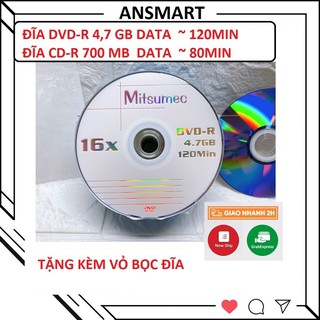 ANSMART
ĐĨA DVD-R 4,7 GB DATA ~ 120MIN
ĐĨA CD-R 700 MB DATA ~ 80MIN
Mitsumec
16x
DVD-R
4.7GB
120Min
GIAO NHANH 2H
Now Ship
GrabExpress
TẶNG KÈM VỎ BỌC ĐĨA